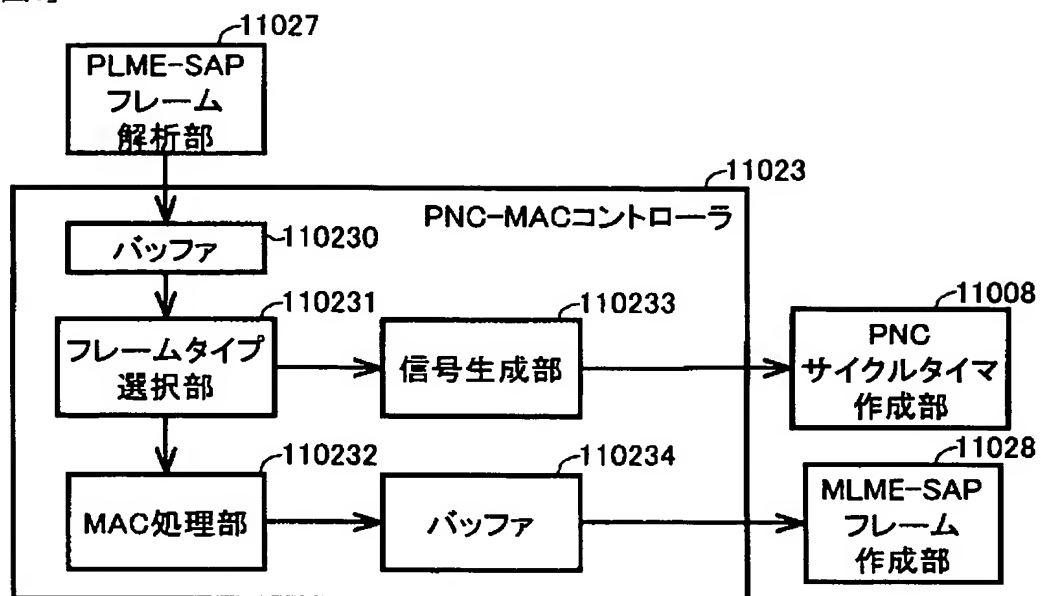 11027
PLME-SAP
フレーム
解析部
11023
PNC-MACコントローラ
バッファ
110230
110231
フレームタイプ
選択部
110233
信号生成部
11008
PNC
サイクルタイマ
作成部
110232
MAC処理部
110234
バッファ
11028
MLME-SAP
フレーム
作成部